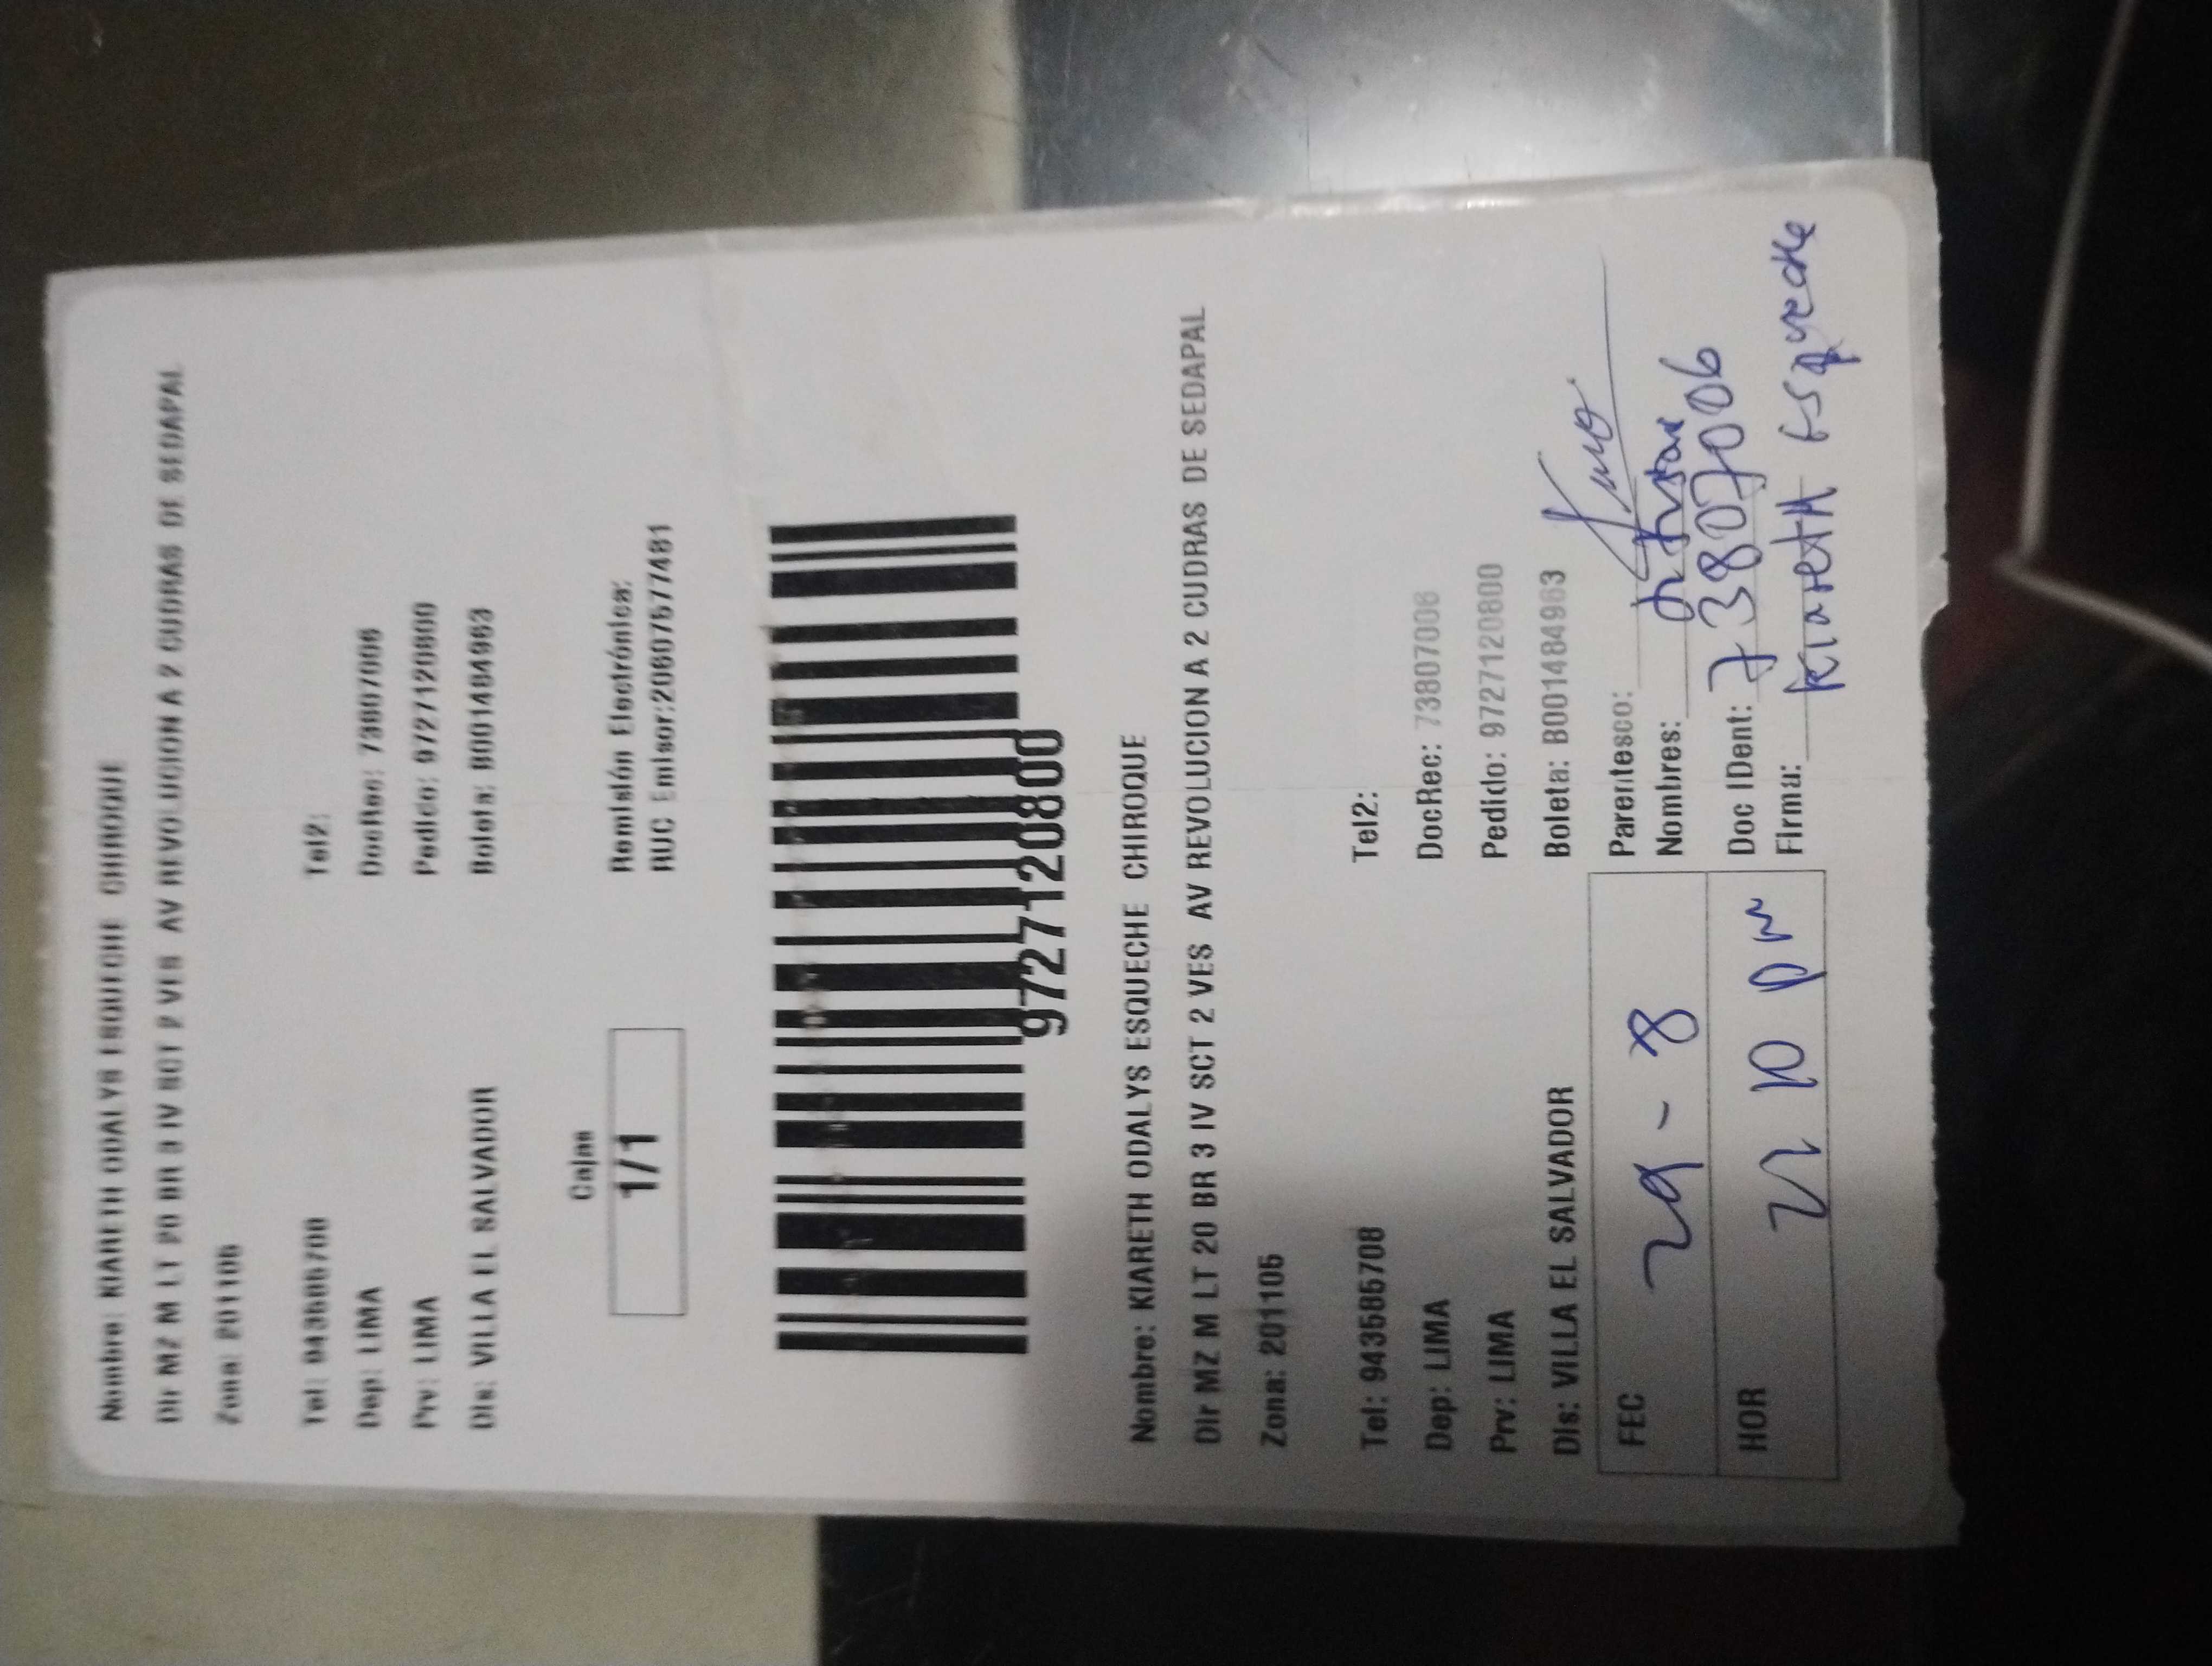 Nombre: KIARETH ODALYS ESQUECHE CHIROQUE
Dir MZ M LT 20 BR 3 IV SCT 2 VES AV REVOLUCION A 2 CUDRAS DE SEDAPAL
Zona: 201105
Tel: 943585708 Tel2:
Dep: LIMA DocRec: 73807006
Prv: LIMA Pedido: 972712080​0
Dis: VILLA EL SALVADOR Boleta: B001484963
Cajas
1/1
Remisión Electrónica:
RUC Emisor:20607577481
9727120800
Nombre: KIARETH ODALYS ESQUECHE CHIROQUE
Dir MZ M LT 20 BR 3 IV SCT 2 VES AV REVOLUCION A 2 CUDRAS DE SEDAPAL
Zona: 201105
Tel: 943585708 Tel2:
Dep: LIMA DocRec: 73807006
Prv: LIMA Pedido: 9727120800
Dis: VILLA EL SALVADOR Boleta: B001484963
FEC 29-8
HOR 10 pm
Parentesco:
Nombres:
Doc IDent: 73807006
Firma: Kiareth Esqueche